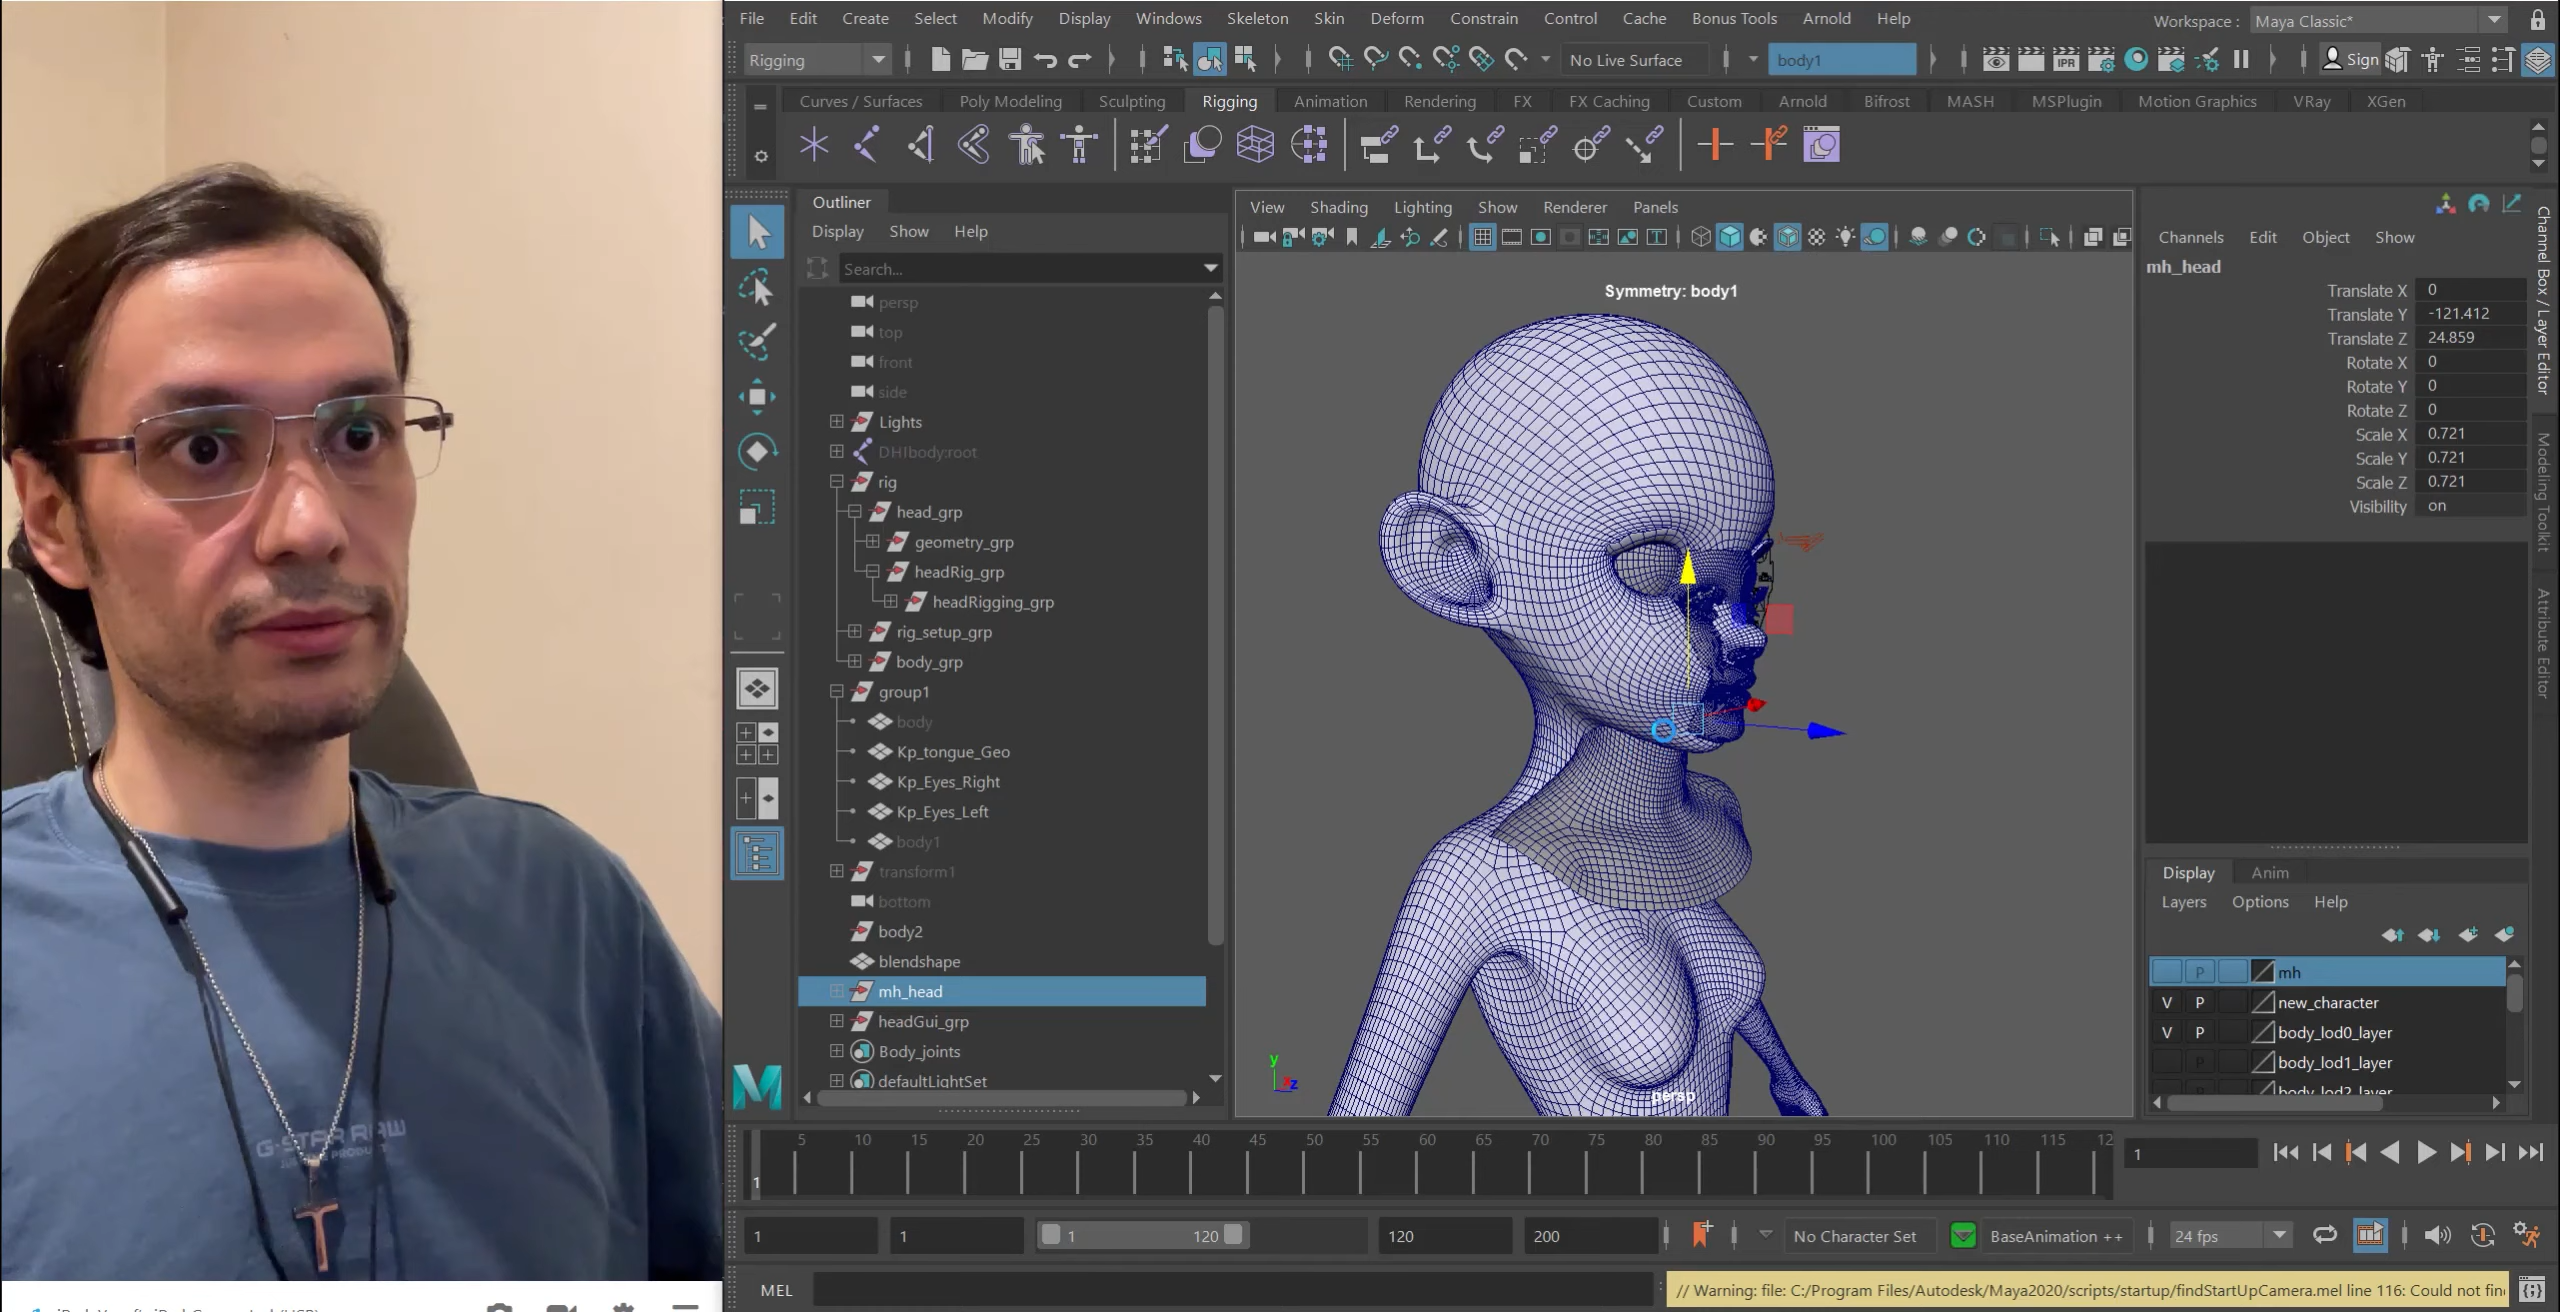 File Edit Create Select Modify Display Windows Skeleton Skin Deform Constrain Control Cache Bonus Tools Arnold Help
Workspace : Maya Classic*
Rigging
No Live Surface
body1
Sign
Curves / Surfaces Poly Modeling Sculpting Rigging Animation Rendering FX FX Caching Custom Arnold Bifrost MASH MSPlugin Motion Graphics VRay XGen
IPR
Outliner
Display Show Help
Search...
persp
top
front
side
Lights
DHIbody:root
rig
head_grp
geometry_grp
headRig_grp
headRigging_grp
rig_setup_grp
body_grp
group1
body
Kp_tongue_Geo
Kp_Eyes_Right
Kp_Eyes_Left
body1
transform1
bottom
body2
blendshape
mh_head
headGui_grp
Body_joints
defaultLightSet
View Shading Lighting Show Renderer Panels
Symmetry: body1
y
z
persp
Channels Edit Object Show
mh_head
Translate X 0
Translate Y -121.412
Translate Z 24.859
Rotate X 0
Rotate Y 0
Rotate Z 0
Scale X 0.721
Scale Y 0.721
Scale Z 0.721
Visibility on
Channel Box / Layer Editor
Modeling Toolkit
Attribute Editor
Display Anim
Layers Options Help
P mh
V P new_character
V P body_lod0_layer
P body_lod1_layer
body_lod2_layer
5 10 15 20 25 30 35 40 45 50 55 60 65 70 75 80 85 90 95 100 105 110 115 12
1
1
1
1
1 120
120
200
No Character Set
BaseAnimation ++
24 fps
MEL
// Warning: file: C:/Program Files/Autodesk/Maya2020/scripts/startup/findStartUpCamera.mel line 116: Could not fin
G-STAR RAW